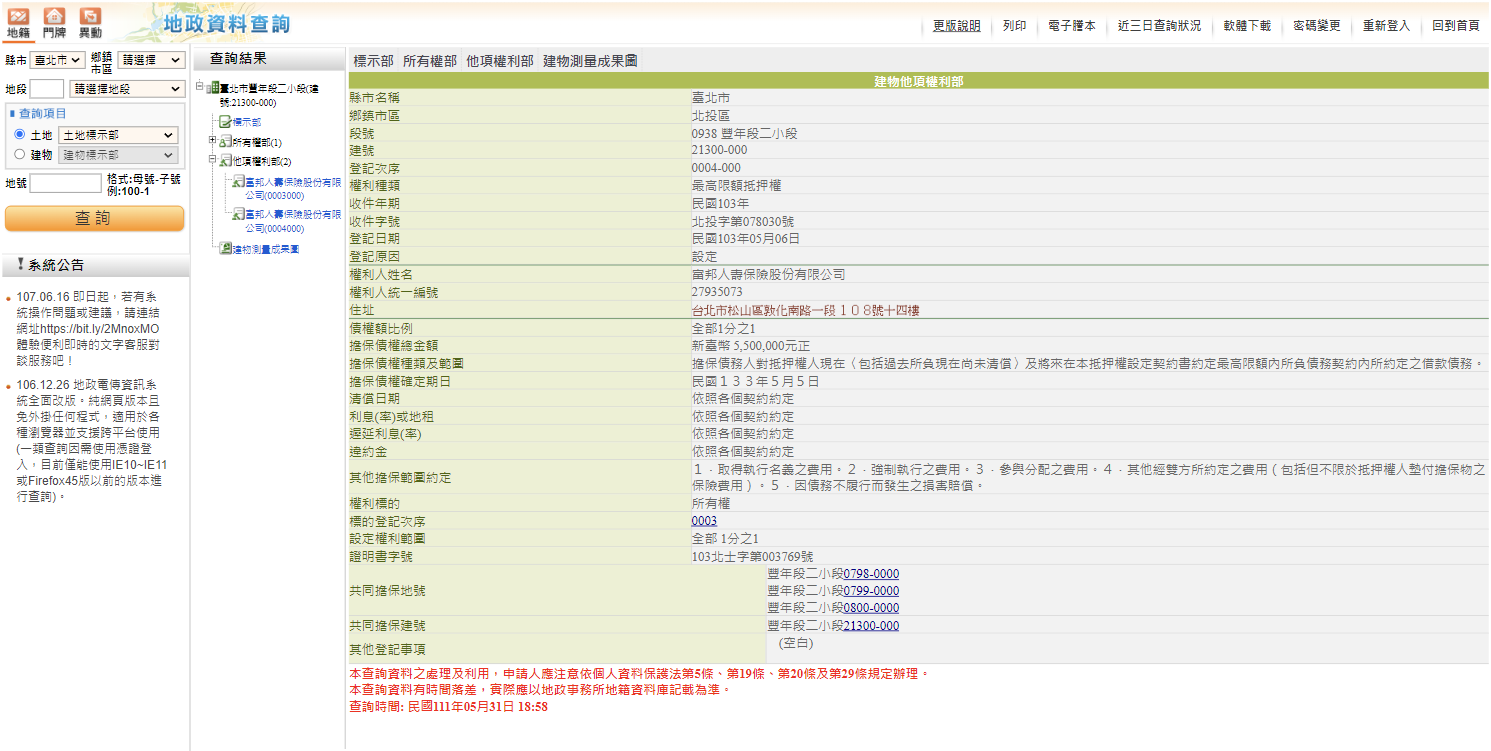 地籍 門牌 異動
地政資料查詢
更版說明 列印 電子謄本 近三日查詢狀況 軟體下載 密碼變更 重新登入 回到首頁
縣市 臺北市 鄉鎮市區 請選擇
地段 請選擇地段
查詢項目
土地 土地標示部
建物 建物標示部
地號 格式:母號-子號
例:100-1
查詢
系統公告
107.06.16 即日起，若有系
統操作問題或建議，請連結
網址https://bit.ly/2MnoxMO
體驗便利即時的文字客服對
談服務吧！
106.12.26 地政電傳資訊系
統全面改版。純網頁版本且
免外掛任何程式，適用於各
種瀏覽器並支援跨平台使用
(一類查詢因需使用憑證登
入，目前僅能使用IE10~IE11
或Firefox45版以前的版本進
行查詢)。
查詢結果
臺北市豐年段二小段(建
號:21300-000)
標示部
所有權部(1)
他項權利部(2)
富邦人壽保險股份有限
公司(0003000)
富邦人壽保險股份有限
公司(0004000)
建物測量成果圖
標示部 所有權部 他項權利部 建物測量成果圖
建物他項權利部
縣市名稱 臺北市
鄉鎮市區 北投區
段號 0938 豐年段二小段
建號 21300-000
登記次序 0004-000
權利種類 最高限額抵押權
收件年期 民國103年
收件字號 北投字第078030號
登記日期 民國103年05月06日
登記原因 設定
權利人姓名 富邦人壽保險股份有限公司
權利人統一編號 27935073
住址 台北市松山區敦化南路一段１０８號十四樓
債權額比例 全部1分之1
擔保債權總金額 新臺幣 5,500,000元正
擔保債權種類及範圍 擔保債務人對抵押權人現在（包括過去所負現在尚未清償）及將來在本抵押權設定契約書約定最高限額內所負債務契約內所約定之借款債務。
擔保債權確定期日 民國１３３年５月５日
清償日期 依照各個契約約定
利息(率)或地租 依照各個契約約定
遲延利息(率) 依照各個契約約定
違約金 依照各個契約約定
其他擔保範圍約定 １．取得執行名義之費用。２．強制執行之費用。３．參與分配之費用。４．其他經雙方所約定之費用（包括但不限於抵押權人墊付擔保物之
保險費用）。５．因債務不履行而發生之損害賠償。
權利標的 所有權
標的登記次序 0003
設定權利範圍 全部 1分之1
證明書字號 103北士字第003769號
共同擔保地號 豐年段二小段0798-0000
豐年段二小段0799-0000
豐年段二小段0800-0000
共同擔保建號 豐年段二小段21300-000
其他登記事項 (空白)
本查詢資料之處理及利用，申請人應注意依個人資料保護法第5條、第19條、第20條及第29條規定辦理。
本查詢資料有時間落差，實際應以地政事務所地籍資料庫記載為準。
查詢時間: 民國111年05月31日 18:58